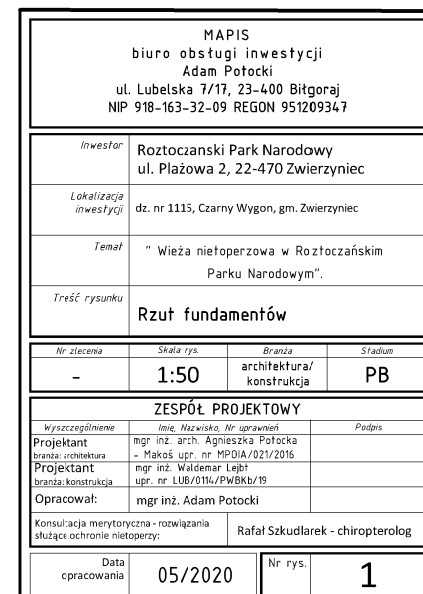 MAPIS
biuro obsługi inwestycji
Adam Potocki
ul. Lubelska 7/17, 23-400 Biłgoraj
NIP 918-163-32-09 REGON 951209347
Inwestor
Roztoczanski Park Narodowy
ul. Plażowa 2, 22-470 Zwierzyniec
Lokalizacja
inwestycji
dz. nr 1115, Czarny Wygon, gm. Zwierzyniec
Temat
" Wieża nietoperzowa w Roztoczańskim
Parku Narodowym".
Treść rysunku
Rzut fundamentów
Nr zlecenia
Skala rys.
Branża
Stadium
-
1:50
architektura/
konstrukcja
PB
ZESPÓŁ PROJEKTOWY
Wyszczególnienie
Imię, Nazwisko, Nr uprawnień
Podpis
Projektant
branża: architektura
mgr inż. arch. Agnieszka Potocka
- Makoś upr. nr MPOIA/021/2016
Projektant
branża: konstrukcja
mgr inż. Waldemar Lejbt
upr. nr LUB/0114/PWBKb/19
Opracował:
mgr inż. Adam Potocki
Konsultacja merytoryczna - rozwiązania
służące ochronie nietoperzy:
Rafał Szkudlarek - chiropterolog
Data
opracowania
05/2020
Nr rys.
1